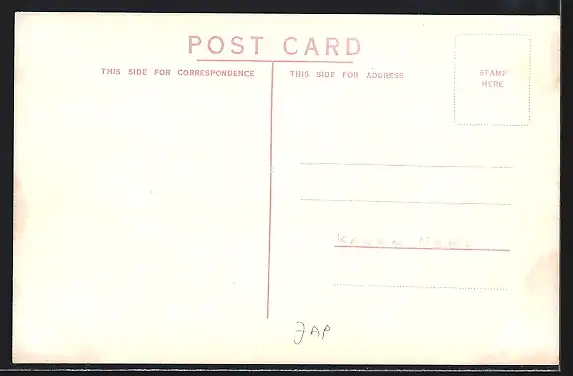 POST CARD
THIS SIDE FOR CORRESPONDENCE
THIS SIDE FOR ADDRESS
STAMP
HERE
JAP